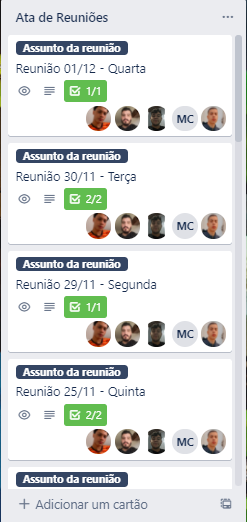 Ata de Reuniões
Assunto da reunião
Reunião 01/12 - Quarta
1/1
MC
Assunto da reunião
Reunião 30/11 - Terça
2/2
MC
Assunto da reunião
Reunião 29/11 - Segunda
1/1
MC
Assunto da reunião
Reunião 25/11 - Quinta
2/2
MC
Assunto da reunião
+ Adicionar um cartão